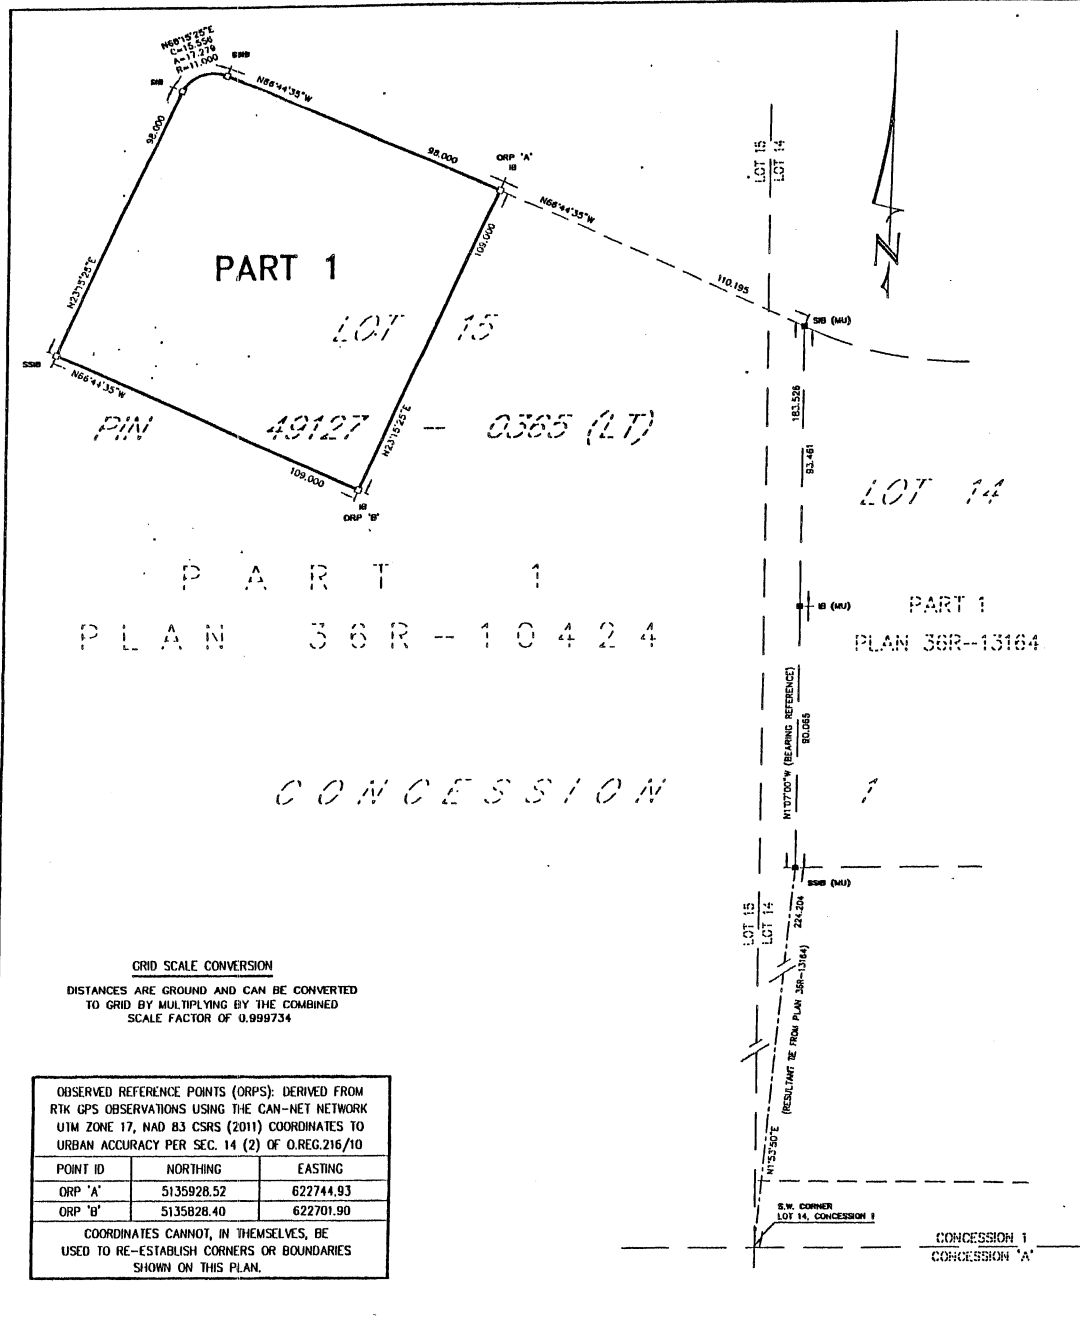 N68°15'25"E
C=15.556
A=17.279
R=11.000
SIB
SSIB
N66°44'35"W
98.000
98.000
ORP 'A'
IB
N66°44'35"W
LOT 15
LOT 14
109.000
PART 1
N
N23°15'25"E
110.195
LOT 15
SIB (MU)
SSIB
N66°44'35"W
183.526
93.461
PIN 49127 -- 0365 (LT)
N23°15'25"E
109.000
IB
ORP 'B'
LOT 14
PART 1
IB (MU)
PART 1
PLAN 36R--10424
PLAN 36R--13164
N1°07'00"W (BEARING REFERENCE)
90.065
CONCESSION 1
SSIB (MU)
LOT 15
LOT 14
224.204
GRID SCALE CONVERSION
DISTANCES ARE GROUND AND CAN BE CONVERTED
TO GRID BY MULTIPLYING BY THE COMBINED
SCALE FACTOR OF 0.999734
(RESULTANT TIE FROM PLAN 36R-13164)
N1°53'50"E
OBSERVED REFERENCE POINTS (ORPS): DERIVED FROM
RTK GPS OBSERVATIONS USING THE CAN-NET NETWORK
UTM ZONE 17, NAD 83 CSRS (2011) COORDINATES TO
URBAN ACCURACY PER SEC. 14 (2) OF O.REG.216/10
POINT ID NORTHING EASTING
ORP 'A' 5135928.52 622744.93
ORP 'B' 5135828.40 622701.90
COORDINATES CANNOT, IN THEMSELVES, BE
USED TO RE-ESTABLISH CORNERS OR BOUNDARIES
SHOWN ON THIS PLAN.
S.W. CORNER
LOT 14, CONCESSION 1
CONCESSION 1
CONCESSION 'A'